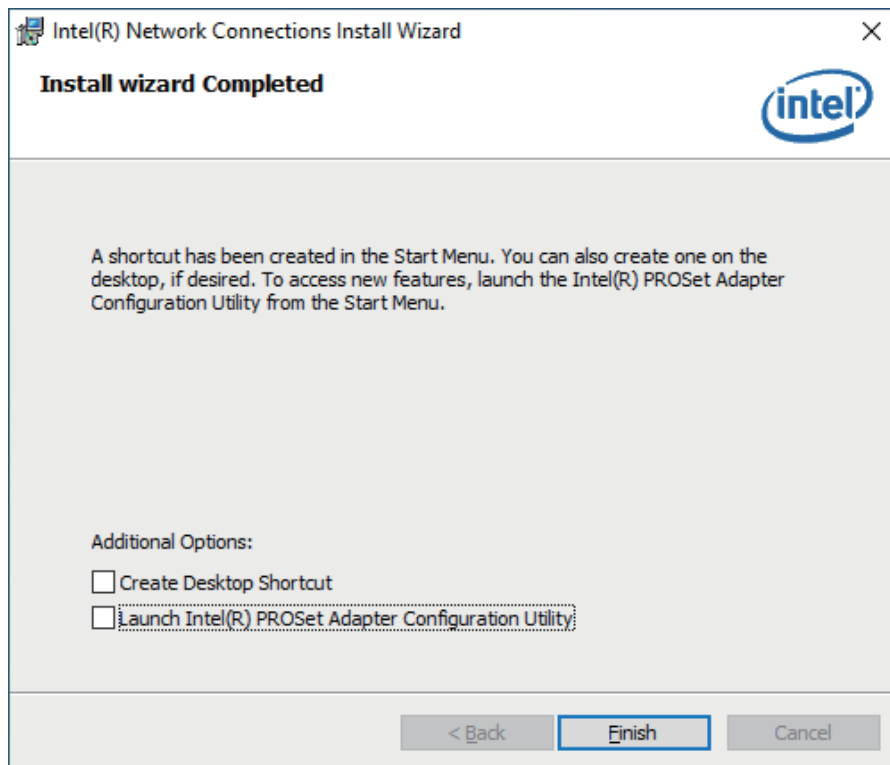 Intel(R) Network Connections Install Wizard
Install wizard Completed
intel
A shortcut has been created in the Start Menu. You can also create one on the
desktop, if desired. To access new features, launch the Intel(R) PROSet Adapter
Configuration Utility from the Start Menu.
Additional Options:
Create Desktop Shortcut
Launch Intel(R) PROSet Adapter Configuration Utility
< Back Finish Cancel